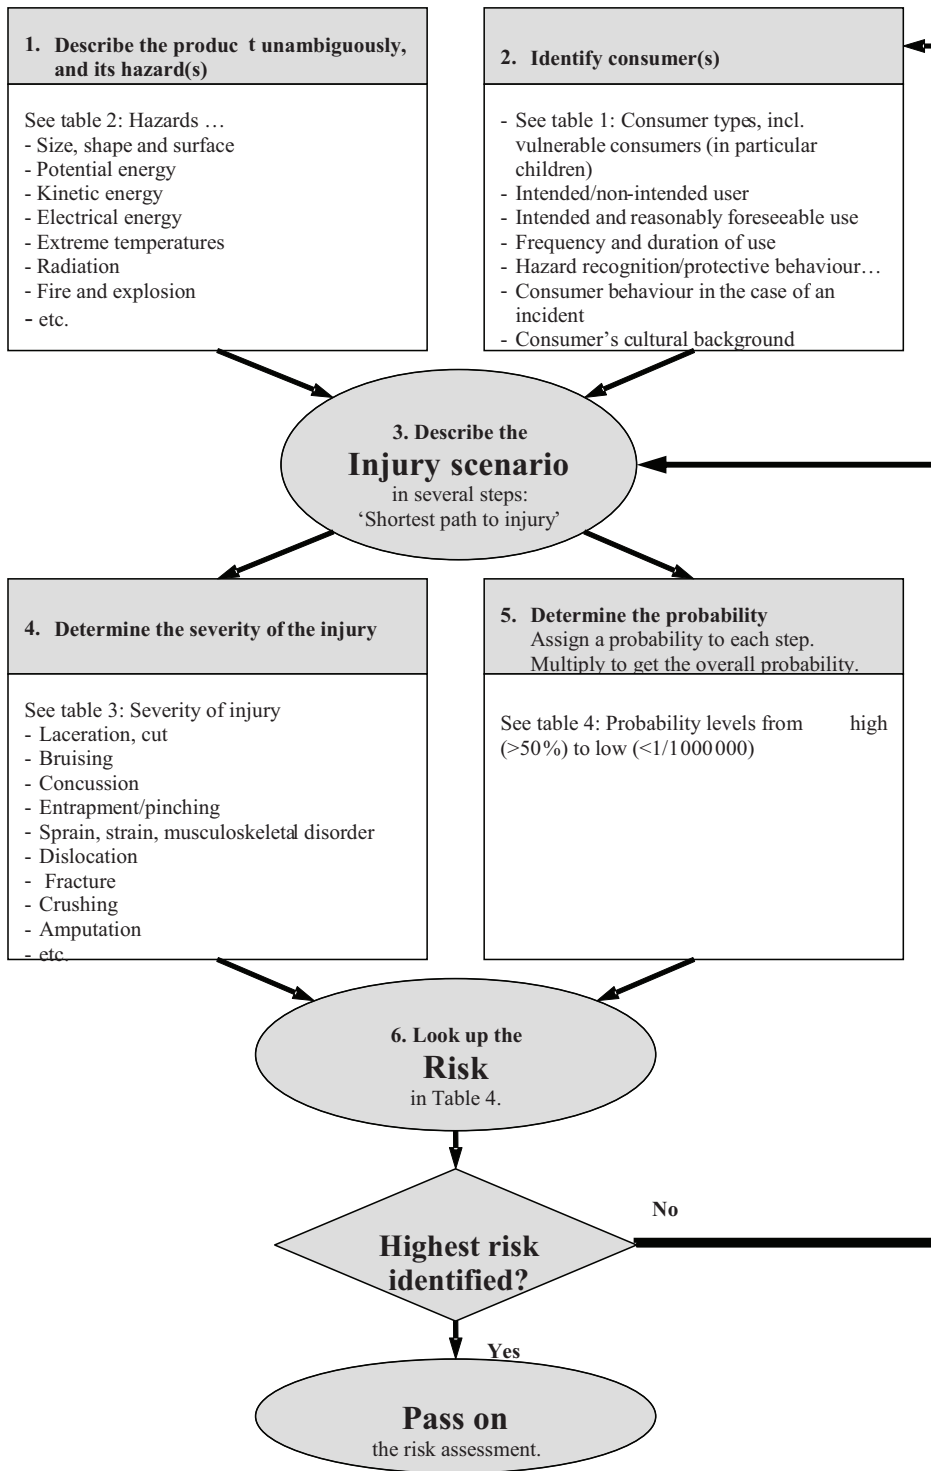 1. Describe the produc t unambiguously,
and its hazard(s)
See table 2: Hazards …
- Size, shape and surface
- Potential energy
- Kinetic energy
- Electrical energy
- Extreme temperatures
- Radiation
- Fire and explosion
- etc.
2. Identify consumer(s)
- See table 1: Consumer types, incl.
vulnerable consumers (in particular
children)
- Intended/non-intended user
- Intended and reasonably foreseeable use
- Frequency and duration of use
- Hazard recognition/protective behaviour…
- Consumer behaviour in the case of an
incident
- Consumer’s cultural background
3. Describe the
Injury scenario
in several steps:
‘Shortest path to injury’
4. Determine the severity of the injury
See table 3: Severity of injury
- Laceration, cut
- Bruising
- Concussion
- Entrapment/pinching
- Sprain, strain, musculoskeletal disorder
- Dislocation
- Fracture
- Crushing
- Amputation
- etc.
5. Determine the probability
Assign a probability to each step.
Multiply to get the overall probability.
See table 4: Probability levels from high
(>50%) to low (<1/1000000)
6. Look up the
Risk
in Table 4.
Highest risk
identified?
No
Yes
Pass on
the risk assessment.